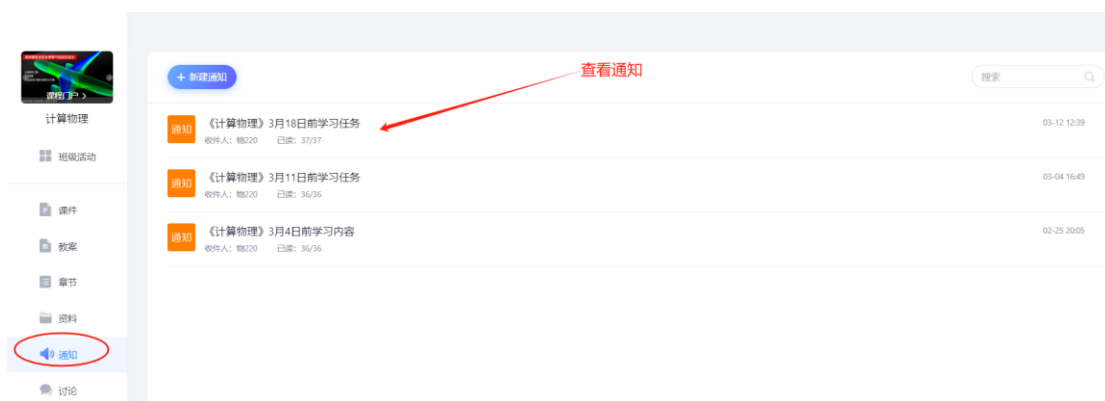 课程门户 >
计算物理
班级活动
课件
教案
章节
资料
通知
讨论
+ 新建通知
查看通知
搜索
通知
《计算物理》3月18日前学习任务
03-12 12:39
收件人: 物220 已读: 37/37
通知
《计算物理》3月11日前学习任务
03-04 16:49
收件人: 物220 已读: 36/36
通知
《计算物理》3月4日前学习内容
02-25 20:05
收件人: 物220 已读: 36/36